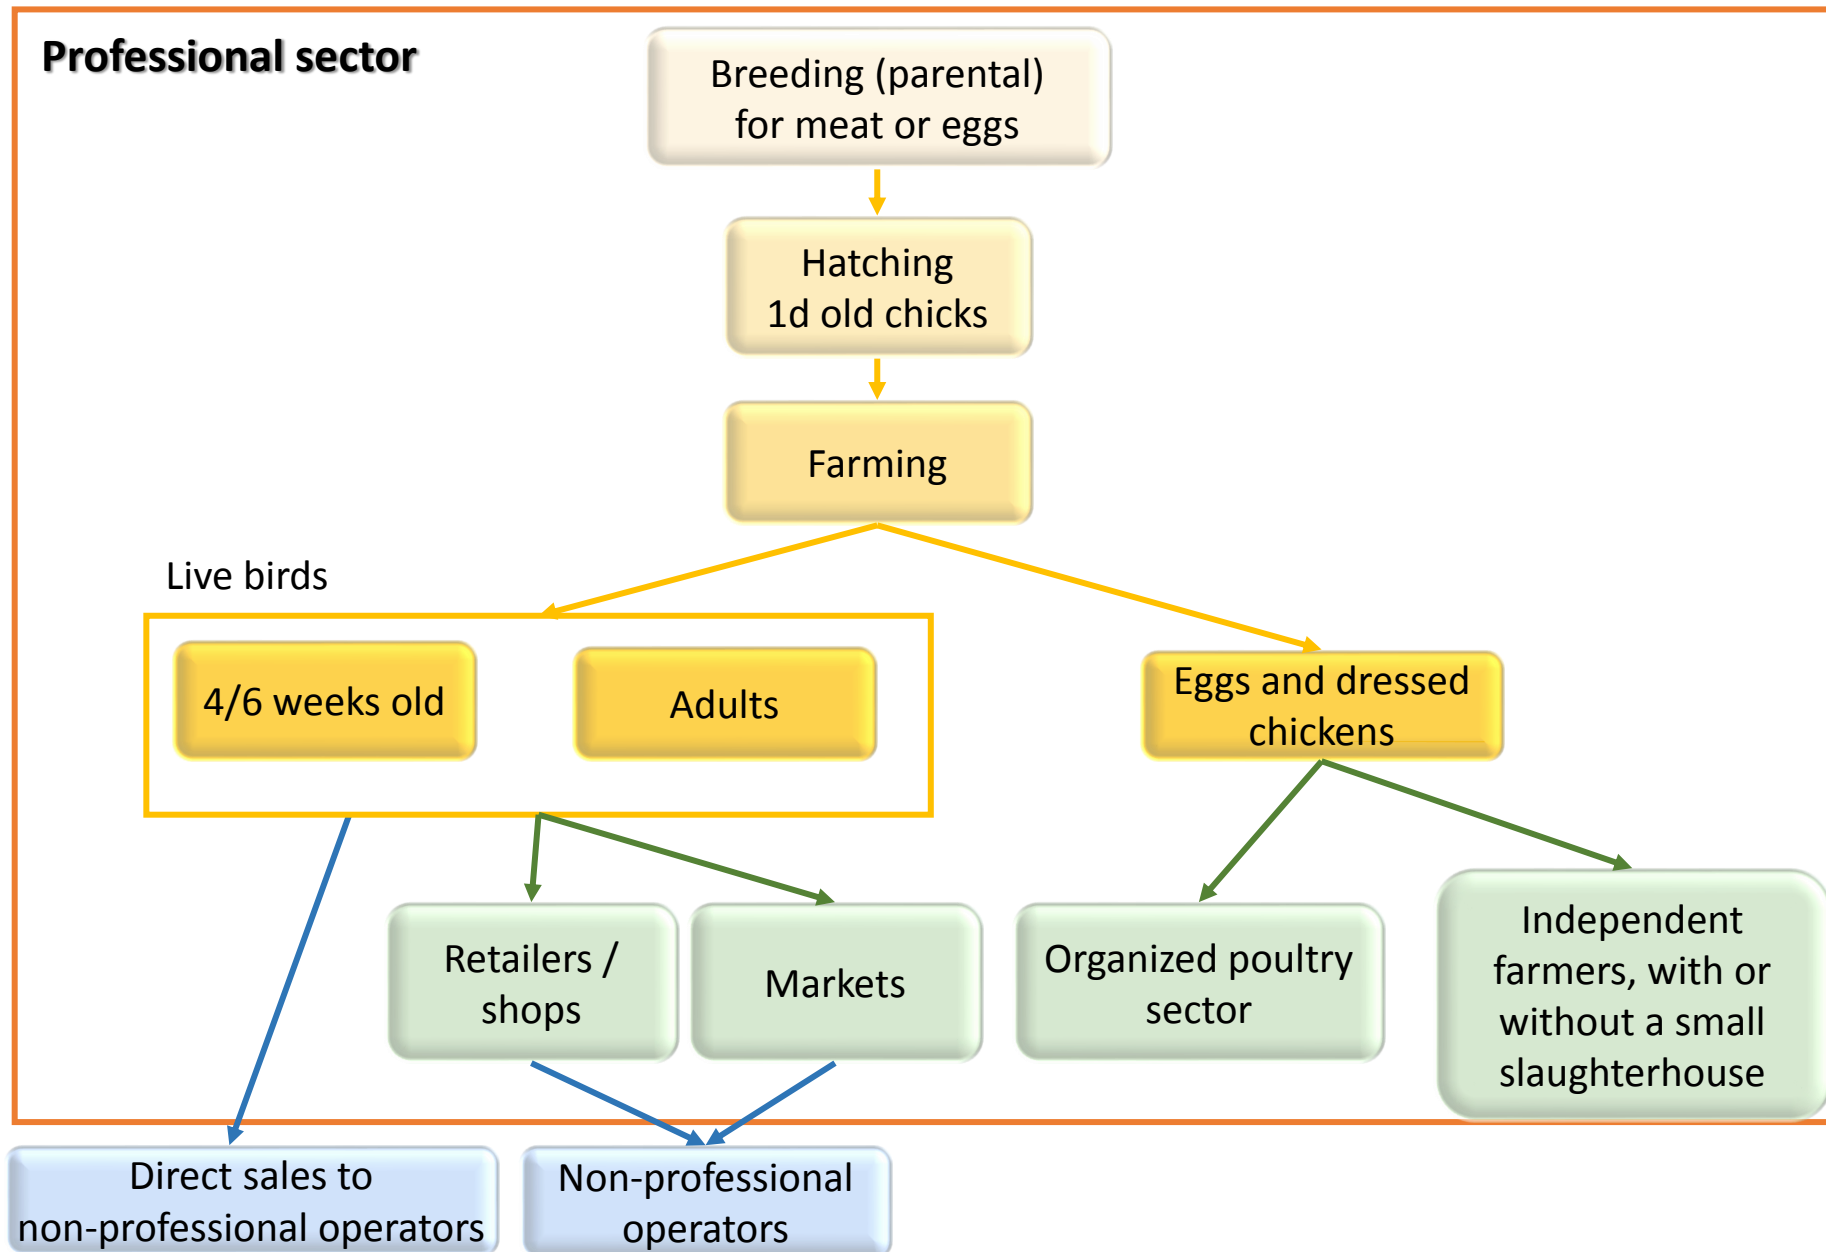 Professional sector
Breeding (parental)
for meat or eggs
Hatching
1d old chicks
Farming
Live birds
4/6 weeks old
Adults
Eggs and dressed
chickens
Retailers /
shops
Markets
Organized poultry
sector
Independent
farmers, with or
without a small
slaughterhouse
Direct sales to
non-professional operators
Non-professional
operators